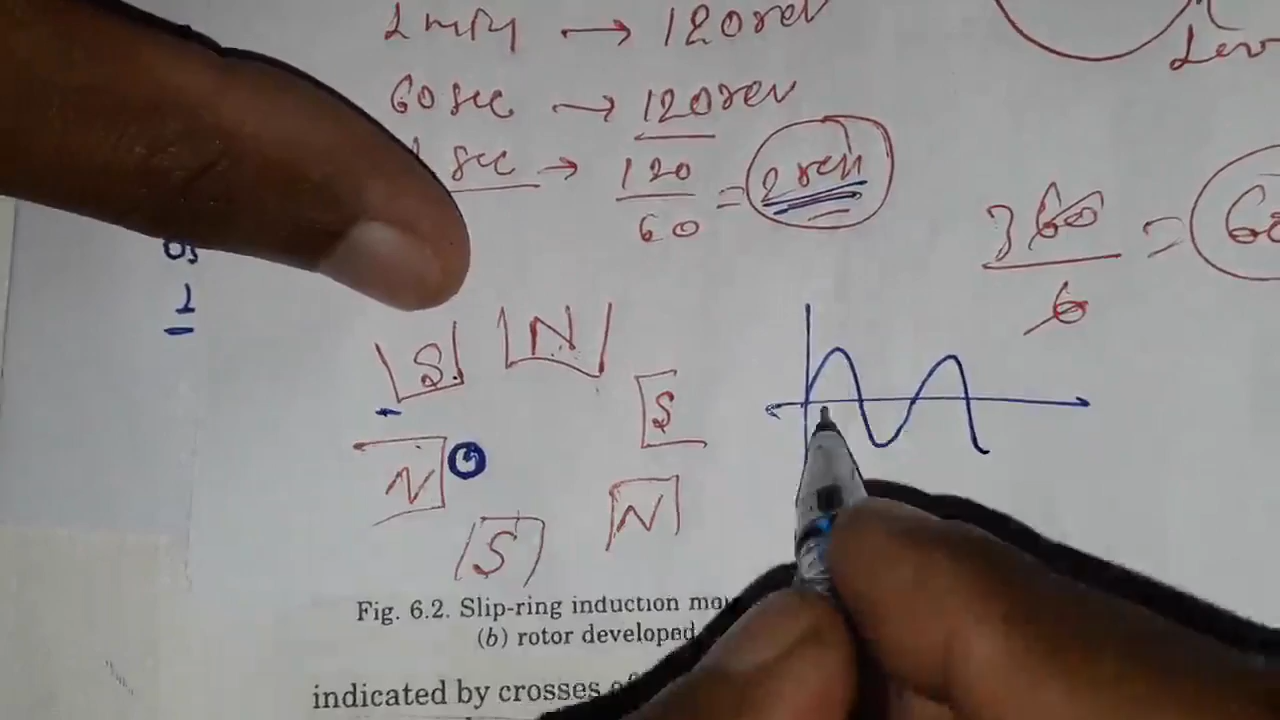 1 min → 120 rev
60 sec → 120 rev
sec → 120/60 = 2 rev
360/6 = 60
S N
S
N
N
S
Fig. 6.2. Slip-ring induction
(b) rotor developed
indicated by crosses